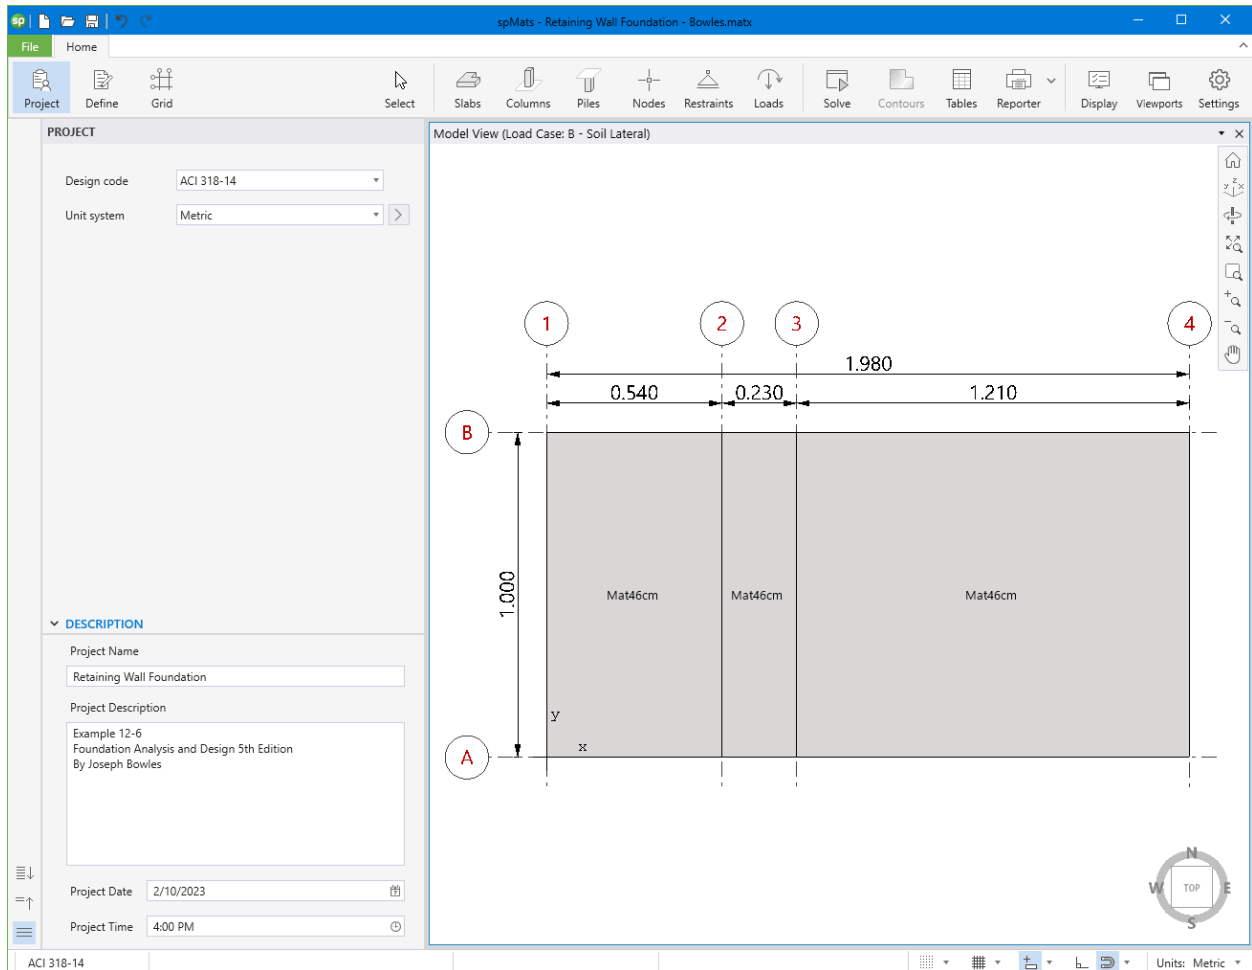 sp
spMats - Retaining Wall Foundation - Bowles.matx
File
Home
Project
Define
Grid
Select
Slabs
Columns
Piles
Nodes
Restraints
Loads
Solve
Contours
Tables
Reporter
Display
Viewports
Settings
PROJECT
Design code
ACI 318-14
Unit system
Metric
DESCRIPTION
Project Name
Retaining Wall Foundation
Project Description
Example 12-6
Foundation Analysis and Design 5th Edition
By Joseph Bowles
Project Date
2/10/2023
Project Time
4:00 PM
Model View (Load Case: B - Soil Lateral)
z
y x
1
2
3
4
1.980
0.540
0.230
1.210
B
1.000
Mat46cm
Mat46cm
Mat46cm
y
x
A
N
W
TOP
E
S
ACI 318-14
Units: Metric